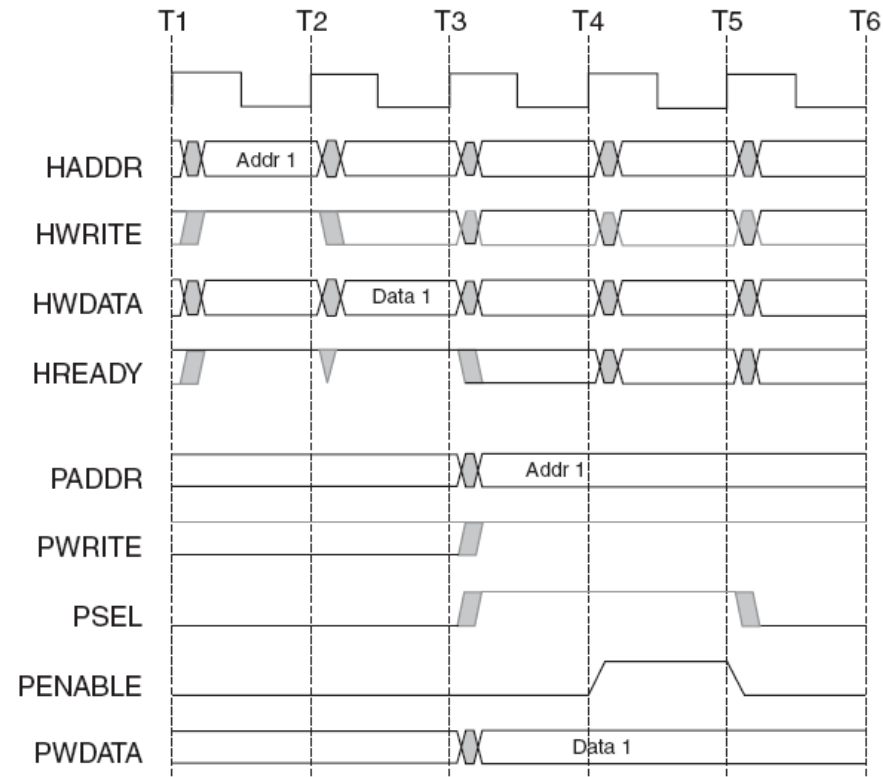 T1 T2 T3 T4 T5 T6
HADDR Addr 1
HWRITE
HWDATA Data 1
HREADY
PADDR Addr 1
PWRITE
PSEL
PENABLE
PWDATA Data 1